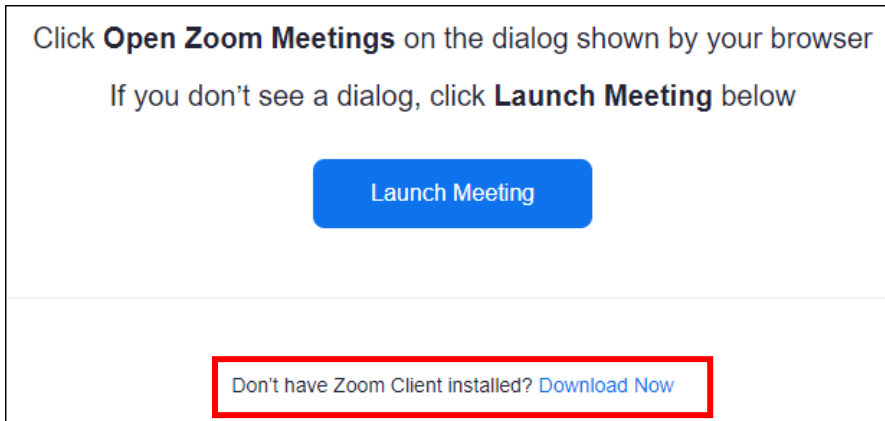 Click Open Zoom Meetings on the dialog shown by your browser
If you don’t see a dialog, click Launch Meeting below
Launch Meeting
Don’t have Zoom Client installed? Download Now